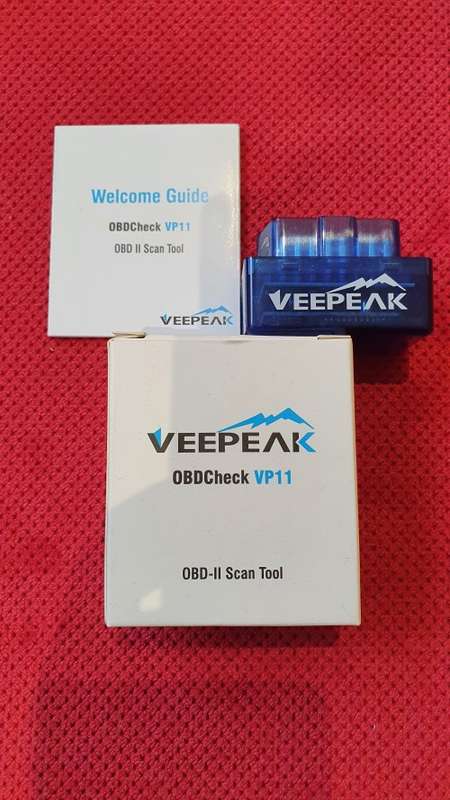 Welcome Guide
OBDCheck VP11
OBD II Scan Tool
VEEPEAK
VEEPEAK
VEEPEAK
OBDCheck VP11
OBD-II Scan Tool